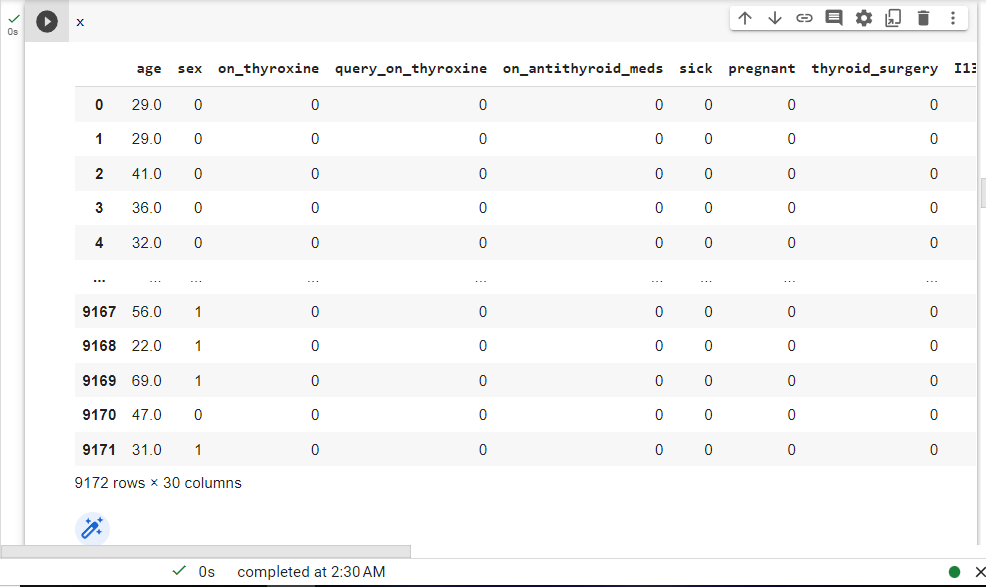 x
0s
age sex on_thyroxine query_on_thyroxine on_antithyroid_meds sick pregnant thyroid_surgery I13
0 29.0 0 0 0 0 0 0 0
1 29.0 0 0 0 0 0 0 0
2 41.0 0 0 0 0 0 0 0
3 36.0 0 0 0 0 0 0 0
4 32.0 0 0 0 0 0 0 0
... ... ... ... ... ... ... ... ...
9167 56.0 1 0 0 0 0 0 0
9168 22.0 1 0 0 0 0 0 0
9169 69.0 1 0 0 0 0 0 0
9170 47.0 0 0 0 0 0 0 0
9171 31.0 1 0 0 0 0 0 0
9172 rows × 30 columns
0s completed at 2:30 AM